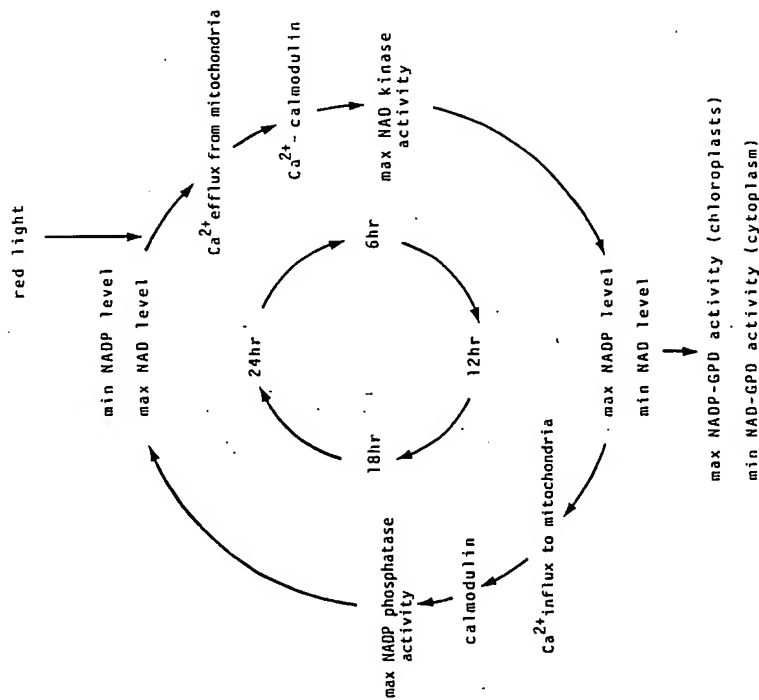 red light
min NADP level
max NAD level
Ca²⁺ efflux from mitochondria
Ca²⁺- calmodulin
max NAD kinase
activity
24hr
6hr
12hr
18hr
max NADP level
min NAD level
max NADP-GPD activity (chloroplasts)
min NAD-GPD activity (cytoplasm)
Ca²⁺influx to mitochondria
calmodulin
max NADP phosphatase
activity